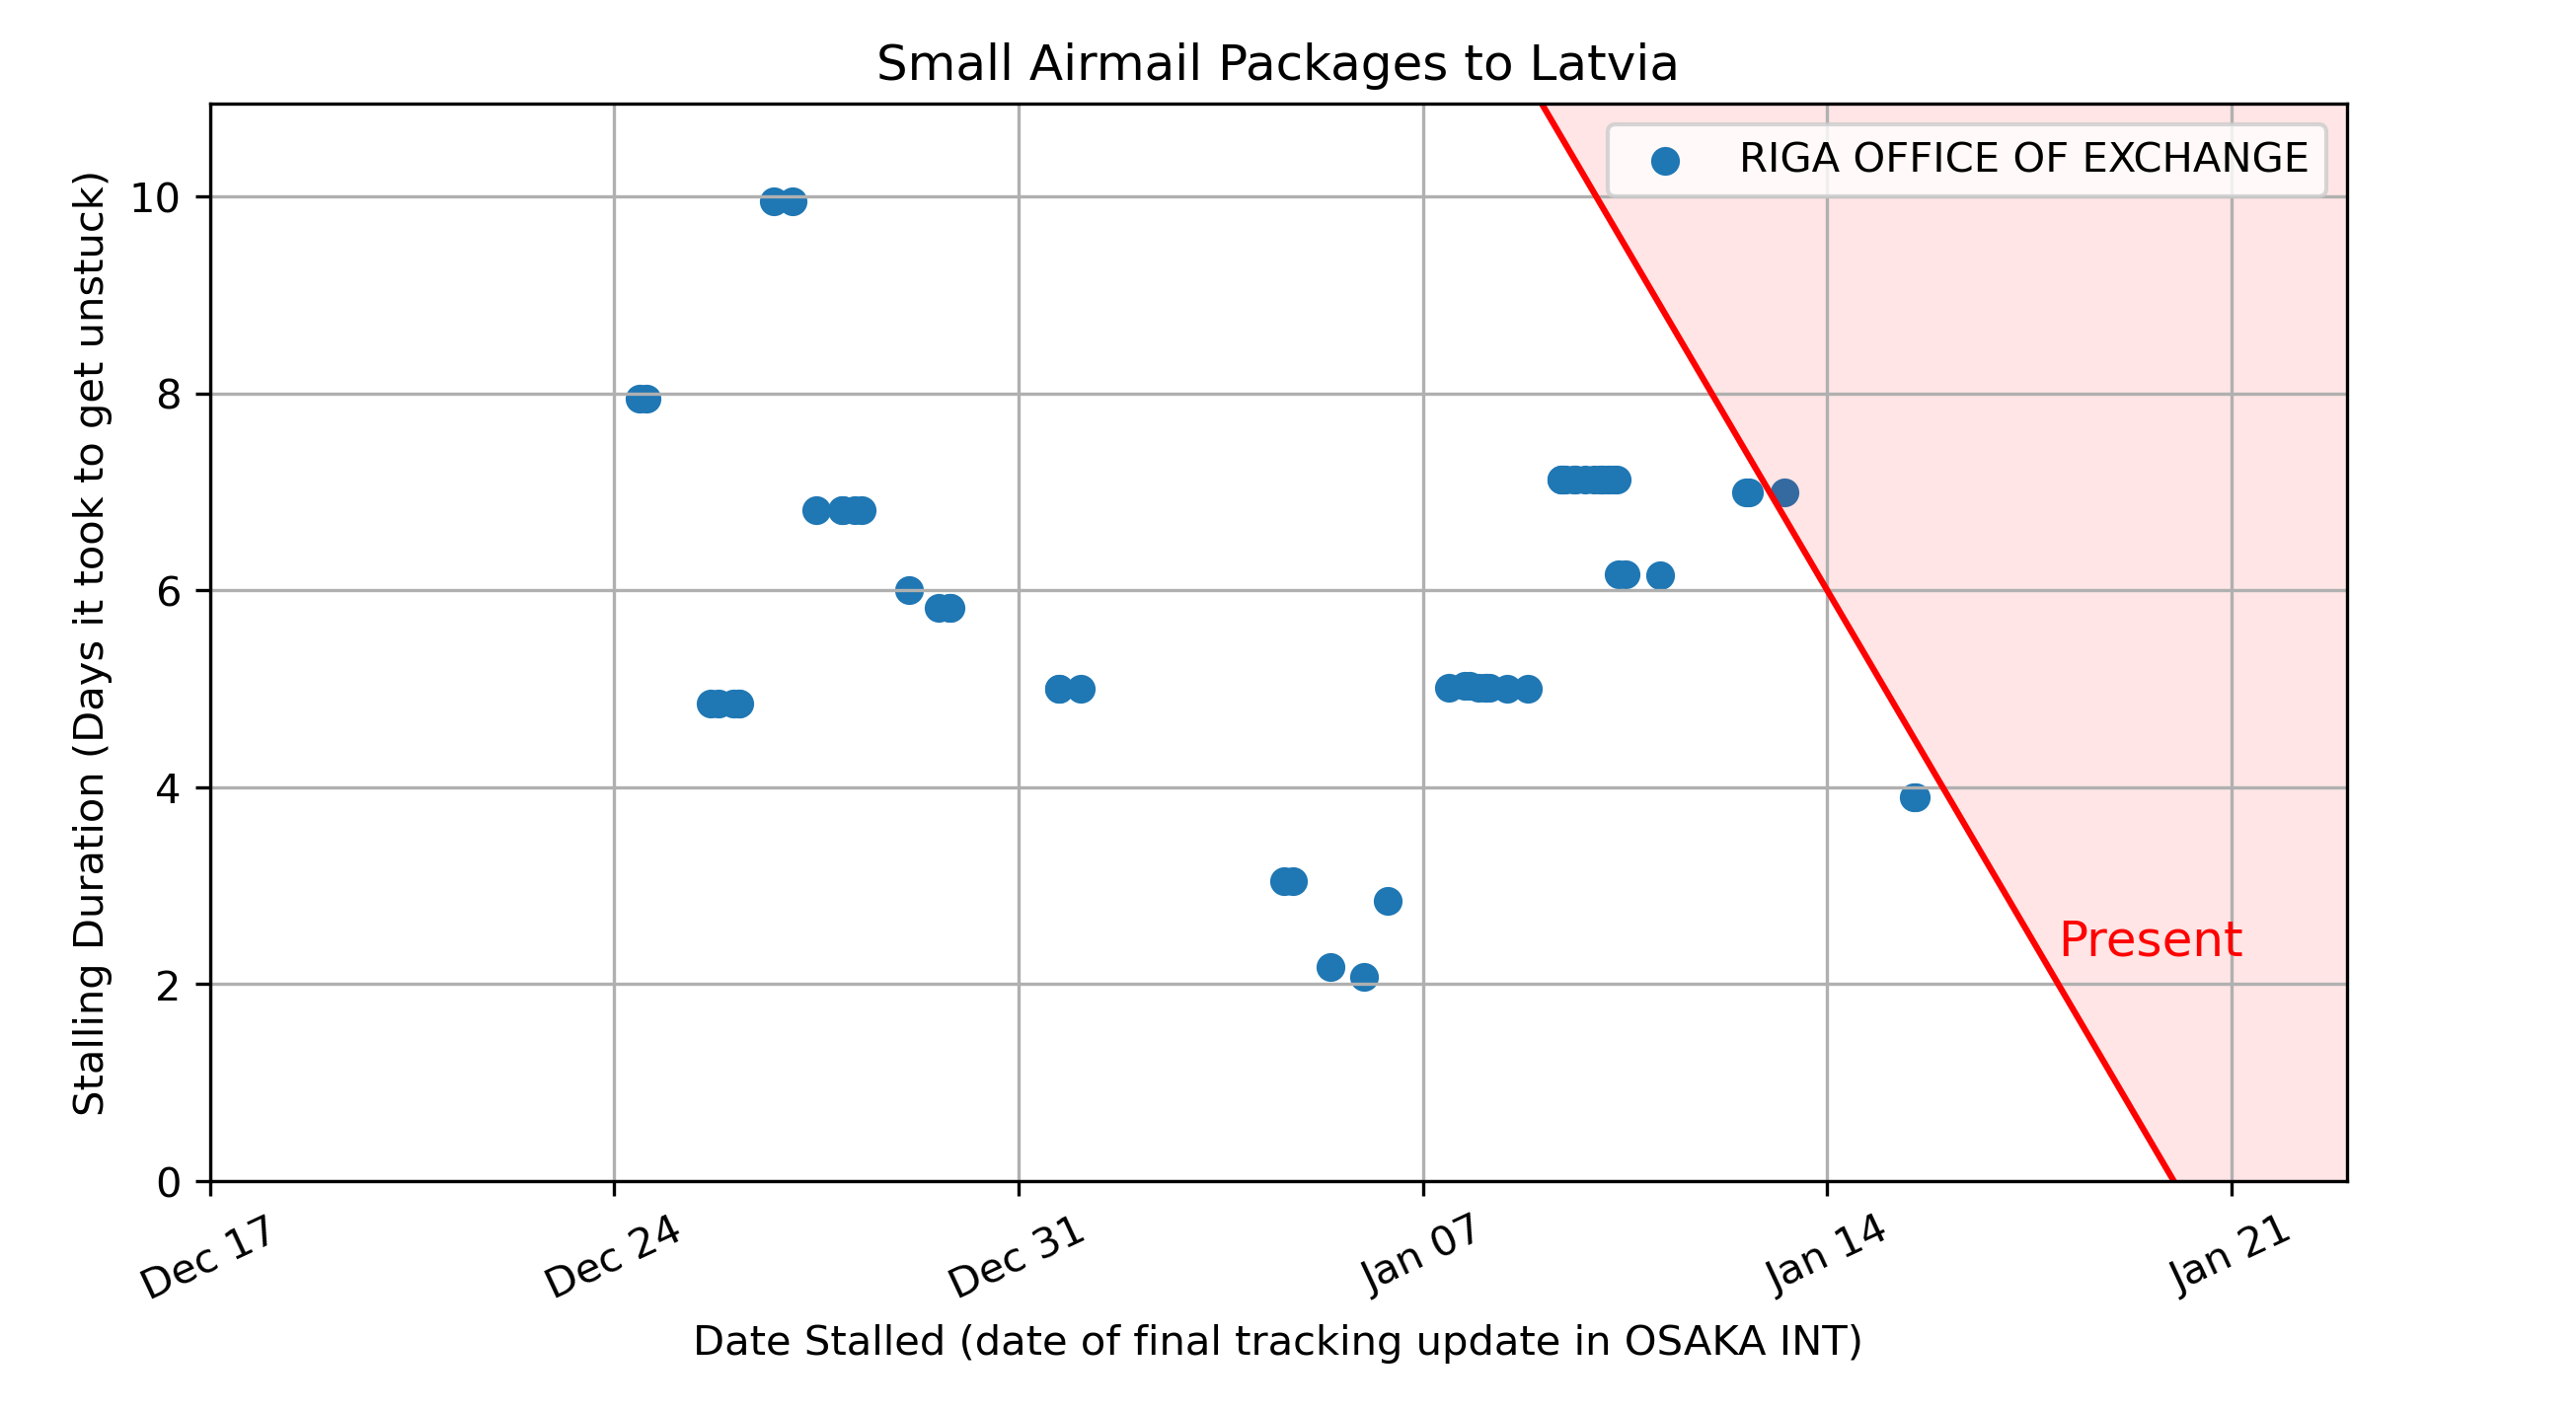 Small Airmail Packages to Latvia
RIGA OFFICE OF EXCHANGE
Stalling Duration (Days it took to get unstuck)
10
8
6
4
2
0
Present
Dec 17
Dec 24
Dec 31
Jan 07
Jan 14
Jan 21
Date Stalled (date of final tracking update in OSAKA INT)